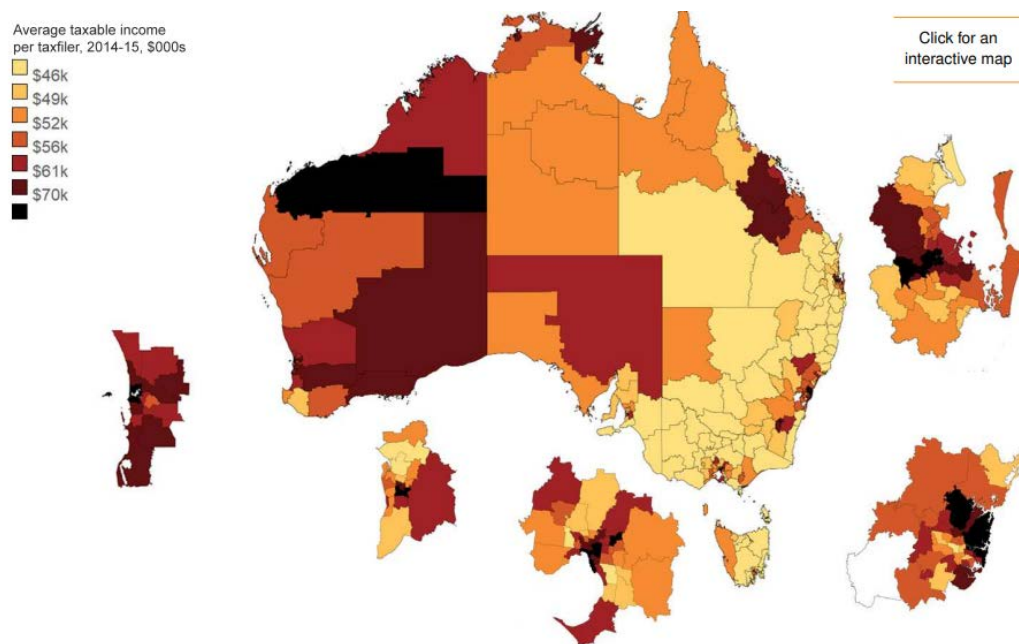 Average taxable income
per taxfiler, 2014-15, $000s
$46k
$49k
$52k
$56k
$61k
$70k
Click for an
interactive map